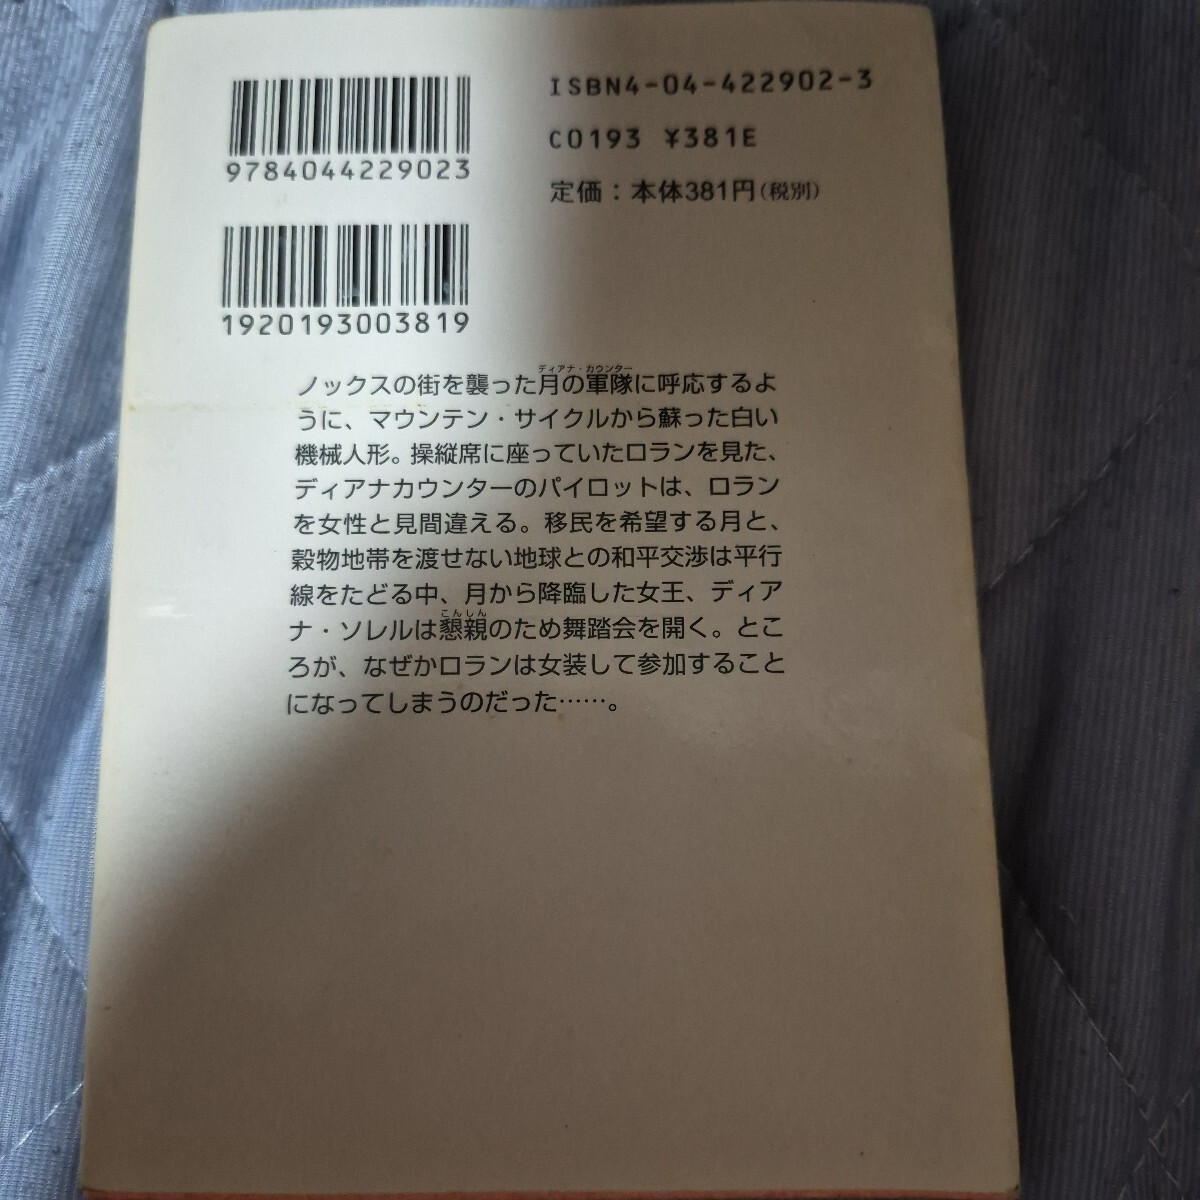 9784044229023
ISBN4-04-422902-3
C0193 ¥381E
定価：本体381円（税別）
1920193003819
ディアナ・カウンター
ノックスの街を襲った月の軍隊に呼応するよ
うに、マウンテン・サイクルから蘇った白い
機械人形。操縦席に座っていたロランを見た、
ディアナカウンターのパイロットは、ロラン
を女性と見間違える。移民を希望する月と、
穀物地帯を渡せない地球との和平交渉は平行
線をたどる中、月から降臨した女王、ディア
こんしん
ナ・ソレルは懇親のため舞踏会を開く。とこ
ろが、なぜかロランは女装して参加すること
になってしまうのだった……。